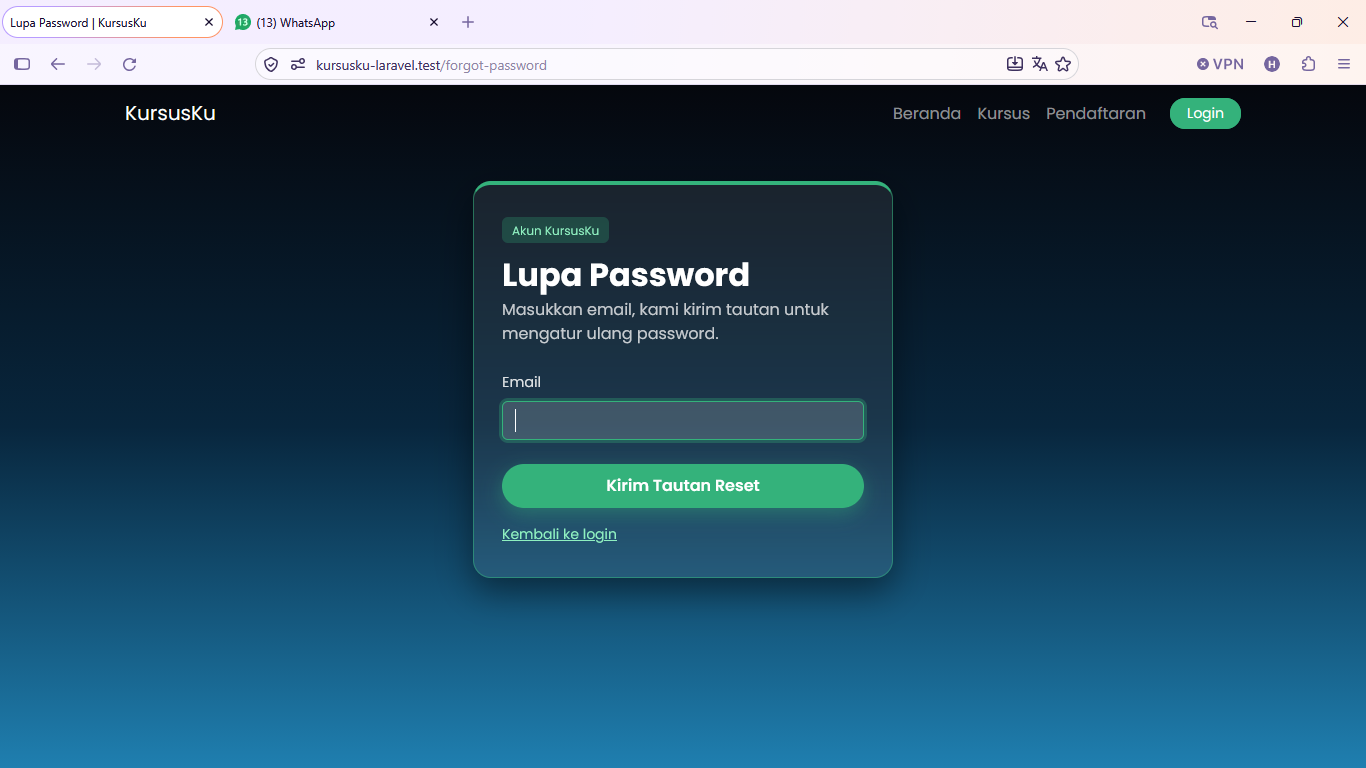 Lupa Password | KursusKu
13
(13) WhatsApp
kursusku-laravel.test/forgot-password
VPN
H
KursusKu
Beranda
Kursus
Pendaftaran
Login
Akun KursusKu
Lupa Password
Masukkan email, kami kirim tautan untuk
mengatur ulang password.
Email
Kirim Tautan Reset
Kembali ke login